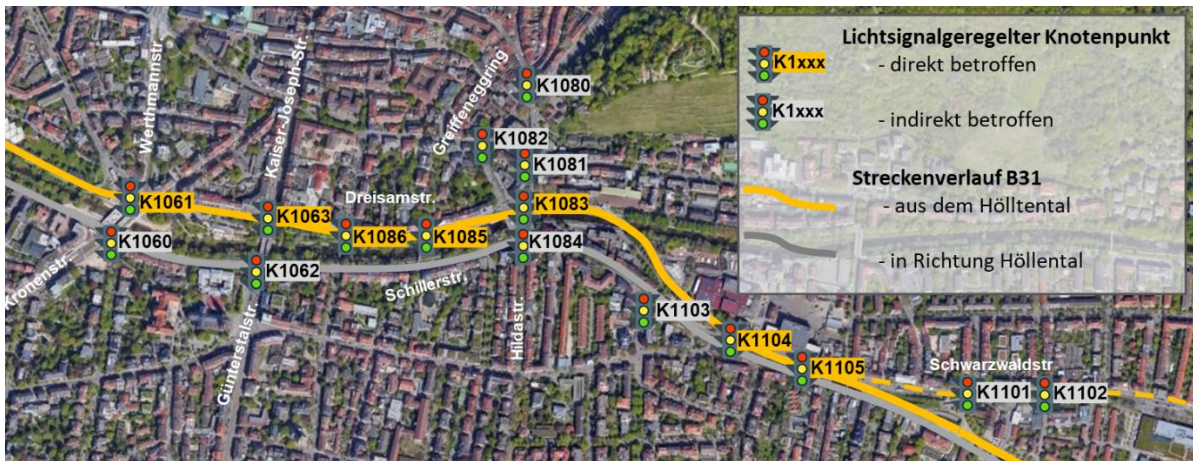 Lichtsignalgeregelter Knotenpunkt
K1xxx - direkt betroffen
K1xxx - indirekt betroffen
Streckenverlauf B31
- aus dem Hölltental
- in Richtung Höllental
Werthmannstr.
Kaiser-Joseph-Str.
Greiffeneggring
K1080
K1082
K1081
Dreisamstr.
K1061
K1063
K1086
K1085
K1083
K1060
K1062
K1084
Kronenstr.
Schillerstr.
Günterstalstr
Hildastr
K1103
K1104
K1105
Schwarzwaldstr
K1101
K1102